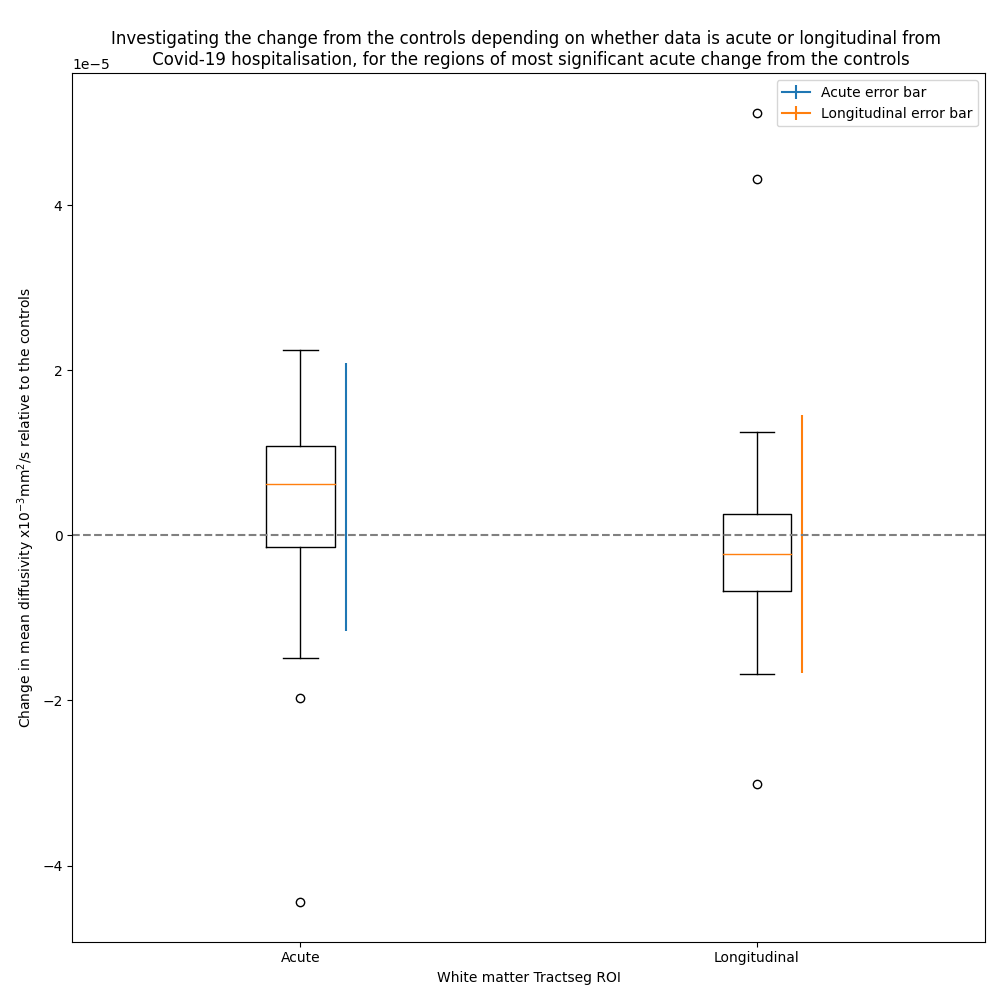 Investigating the change from the controls depending on whether data is acute or longitudinal from
Covid-19 hospitalisation, for the regions of most significant acute change from the controls
1e−5
Acute error bar
Longitudinal error bar
4
2
0
−2
−4
Change in mean diffusivity x10⁻³mm²/s relative to the controls
Acute
Longitudinal
White matter Tractseg ROI